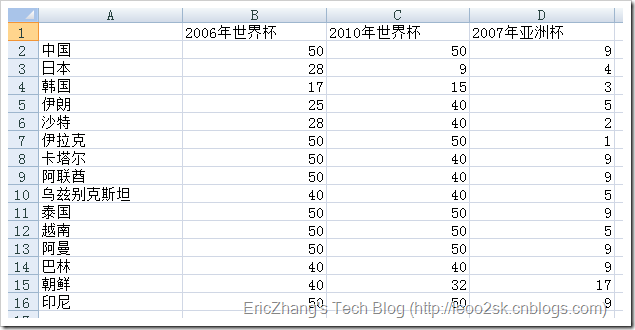 A B C D
1 2006年世界杯 2010年世界杯 2007年亚洲杯
2 中国 50 50 9
3 日本 28 9 4
4 韩国 17 15 3
5 伊朗 25 40 5
6 沙特 28 40 2
7 伊拉克 50 50 1
8 卡塔尔 50 40 9
9 阿联酋 50 40 9
10 乌兹别克斯坦 40 40 5
11 泰国 50 50 9
12 越南 50 50 5
13 阿曼 50 50 9
14 巴林 40 40 9
15 朝鲜 40 32 17
16 印尼 50 50 9
EricZhang's Tech Blog (http://leoo2sk.cnblogs.com)